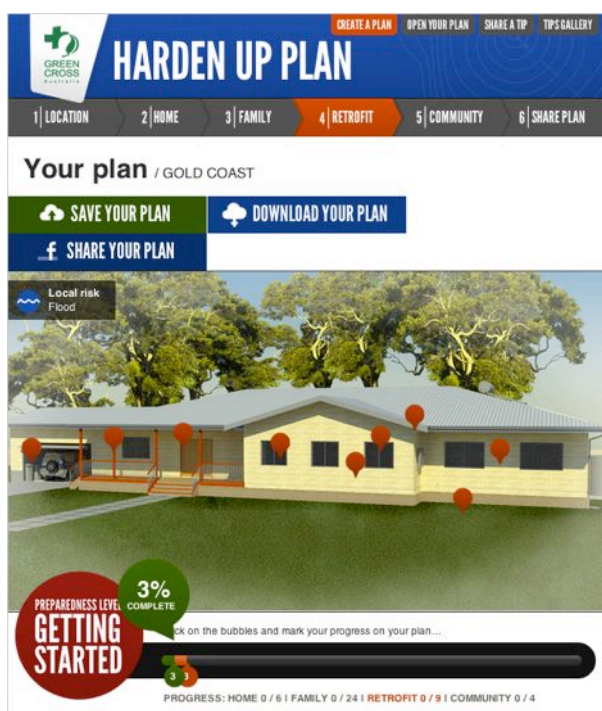 CREATE A PLAN OPEN YOUR PLAN SHARE A TIP TIPS GALLERY
GREEN
CROSS
Australia
HARDEN UP PLAN
1 LOCATION 2 HOME 3 FAMILY 4 RETROFIT 5 COMMUNITY 6 SHARE PLAN
Your plan / GOLD COAST
SAVE YOUR PLAN DOWNLOAD YOUR PLAN
f SHARE YOUR PLAN
Local risk
Flood
3%
COMPLETE
PREPAREDNESS LEVEL
GETTING
STARTED
on the bubbles and mark your progress on your plan...
3 3
PROGRESS: HOME 0 / 6 | FAMILY 0 / 24 | RETROFIT 0 / 9 | COMMUNITY 0 / 4